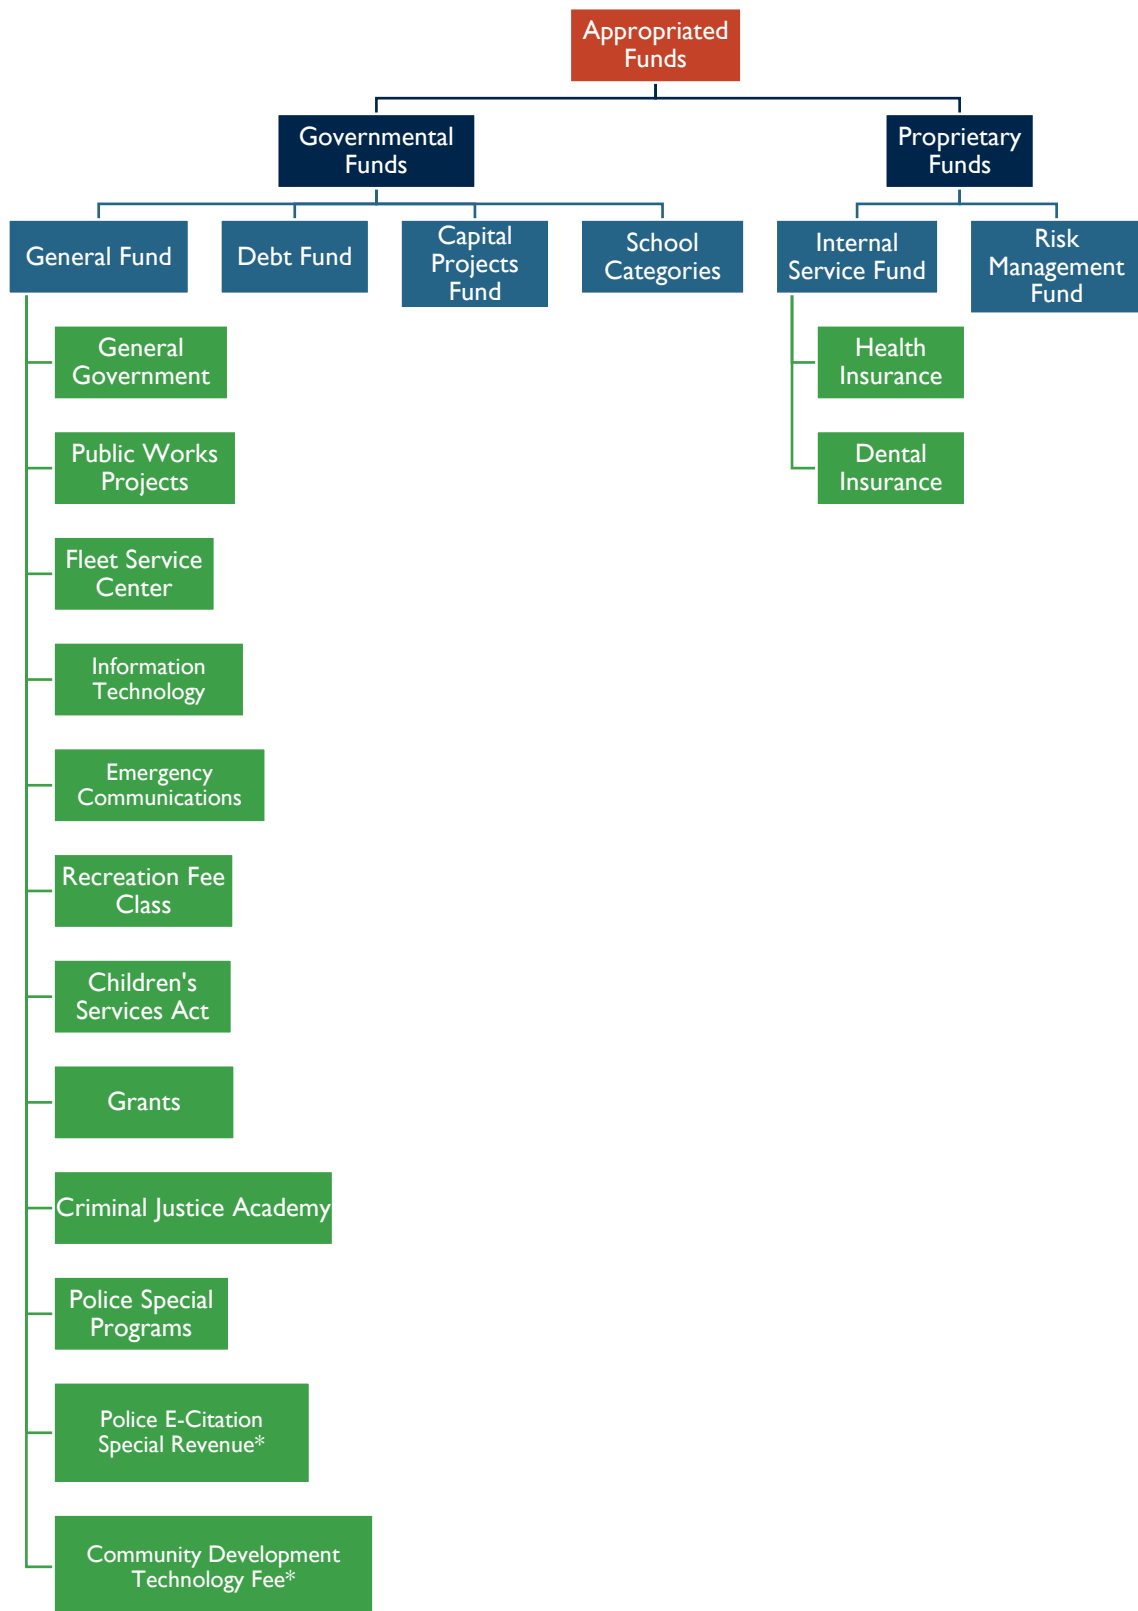 Appropriated
Funds
Governmental
Funds
Proprietary
Funds
General Fund
Debt Fund
Capital
Projects
Fund
School
Categories
Internal
Service Fund
Risk
Management
Fund
General
Government
Public Works
Projects
Fleet Service
Center
Information
Technology
Emergency
Communications
Recreation Fee
Class
Children's
Services Act
Grants
Criminal Justice Academy
Police Special
Programs
Police E-Citation
Special Revenue*
Community Development
Technology Fee*
Health
Insurance
Dental
Insurance